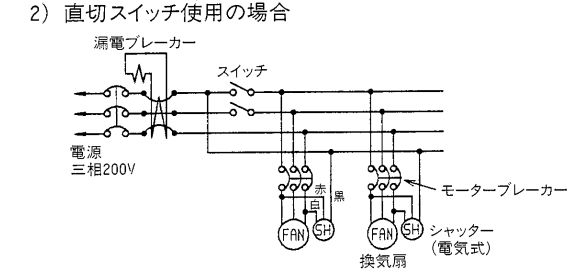 2) 直切スイッチ使用の場合
漏電ブレーカー
スイッチ
電源
三相200V
赤
白
黒
モーターブレーカー
FAN
SH
FAN
SH
シャッター
(電気式)
換気扇